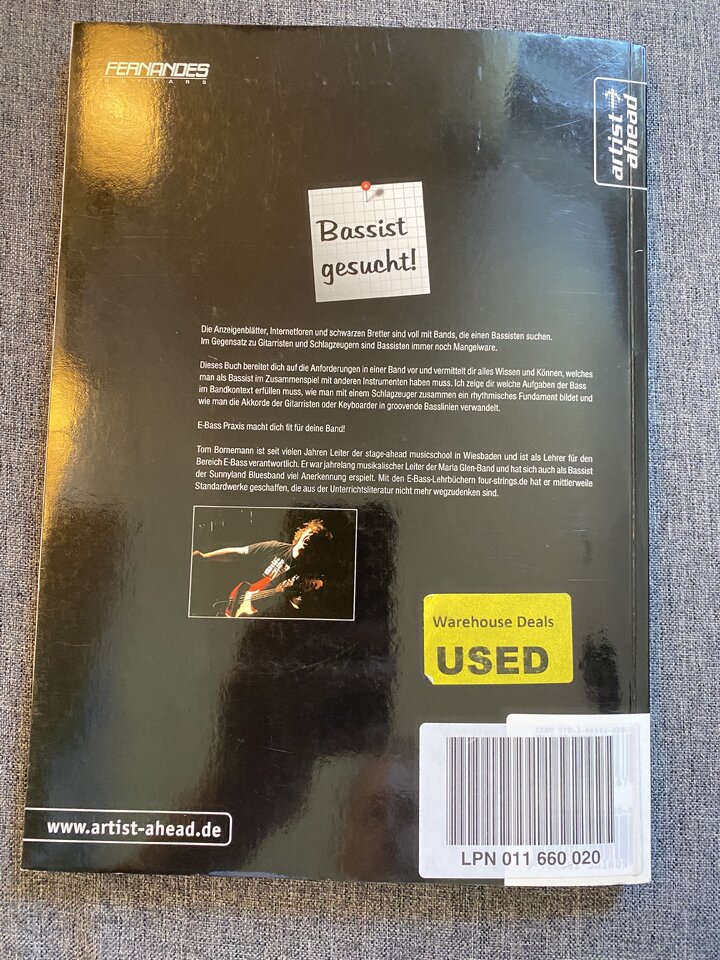 FERNANDES
GUITARS
artist
ahead
Bassist
gesucht!
Die Anzeigenblätter, Internetforen und schwarzen Bretter sind voll mit Bands, die einen Bassisten suchen.
Im Gegensatz zu Gitarristen und Schlagzeugern sind Bassisten immer noch Mangelware.
Dieses Buch bereitet dich auf die Anforderungen in einer Band vor und vermittelt dir alles Wissen und Können, welches
man als Bassist im Zusammenspiel mit anderen Instrumenten haben muss. Ich zeige dir welche Aufgaben der Bass
im Bandkontext erfüllen muss, wie man mit einem Schlagzeuger zusammen ein rhythmisches Fundament bildet und
wie man die Akkorde der Gitarristen oder Keyboarder in groovende Basslinien verwandelt.
E-Bass Praxis macht dich fit für deine Band!
Tom Bornemann ist seit vielen Jahren Leiter der stage-ahead musicschool in Wiesbaden und ist als Lehrer für den
Bereich E-Bass verantwortlich. Er war jahrelang musikalischer Leiter der Maria Glen-Band und hat sich auch als Bassist
der Sunnyland Bluesband viel Anerkennung erspielt. Mit den E-Bass-Lehrbüchern four-strings.de hat er mittlerweile
Standardwerke geschaffen, die aus der Unterrichtsliteratur nicht mehr wegzudenken sind.
Warehouse Deals
USED
www.artist-ahead.de
LPN 011 660 020